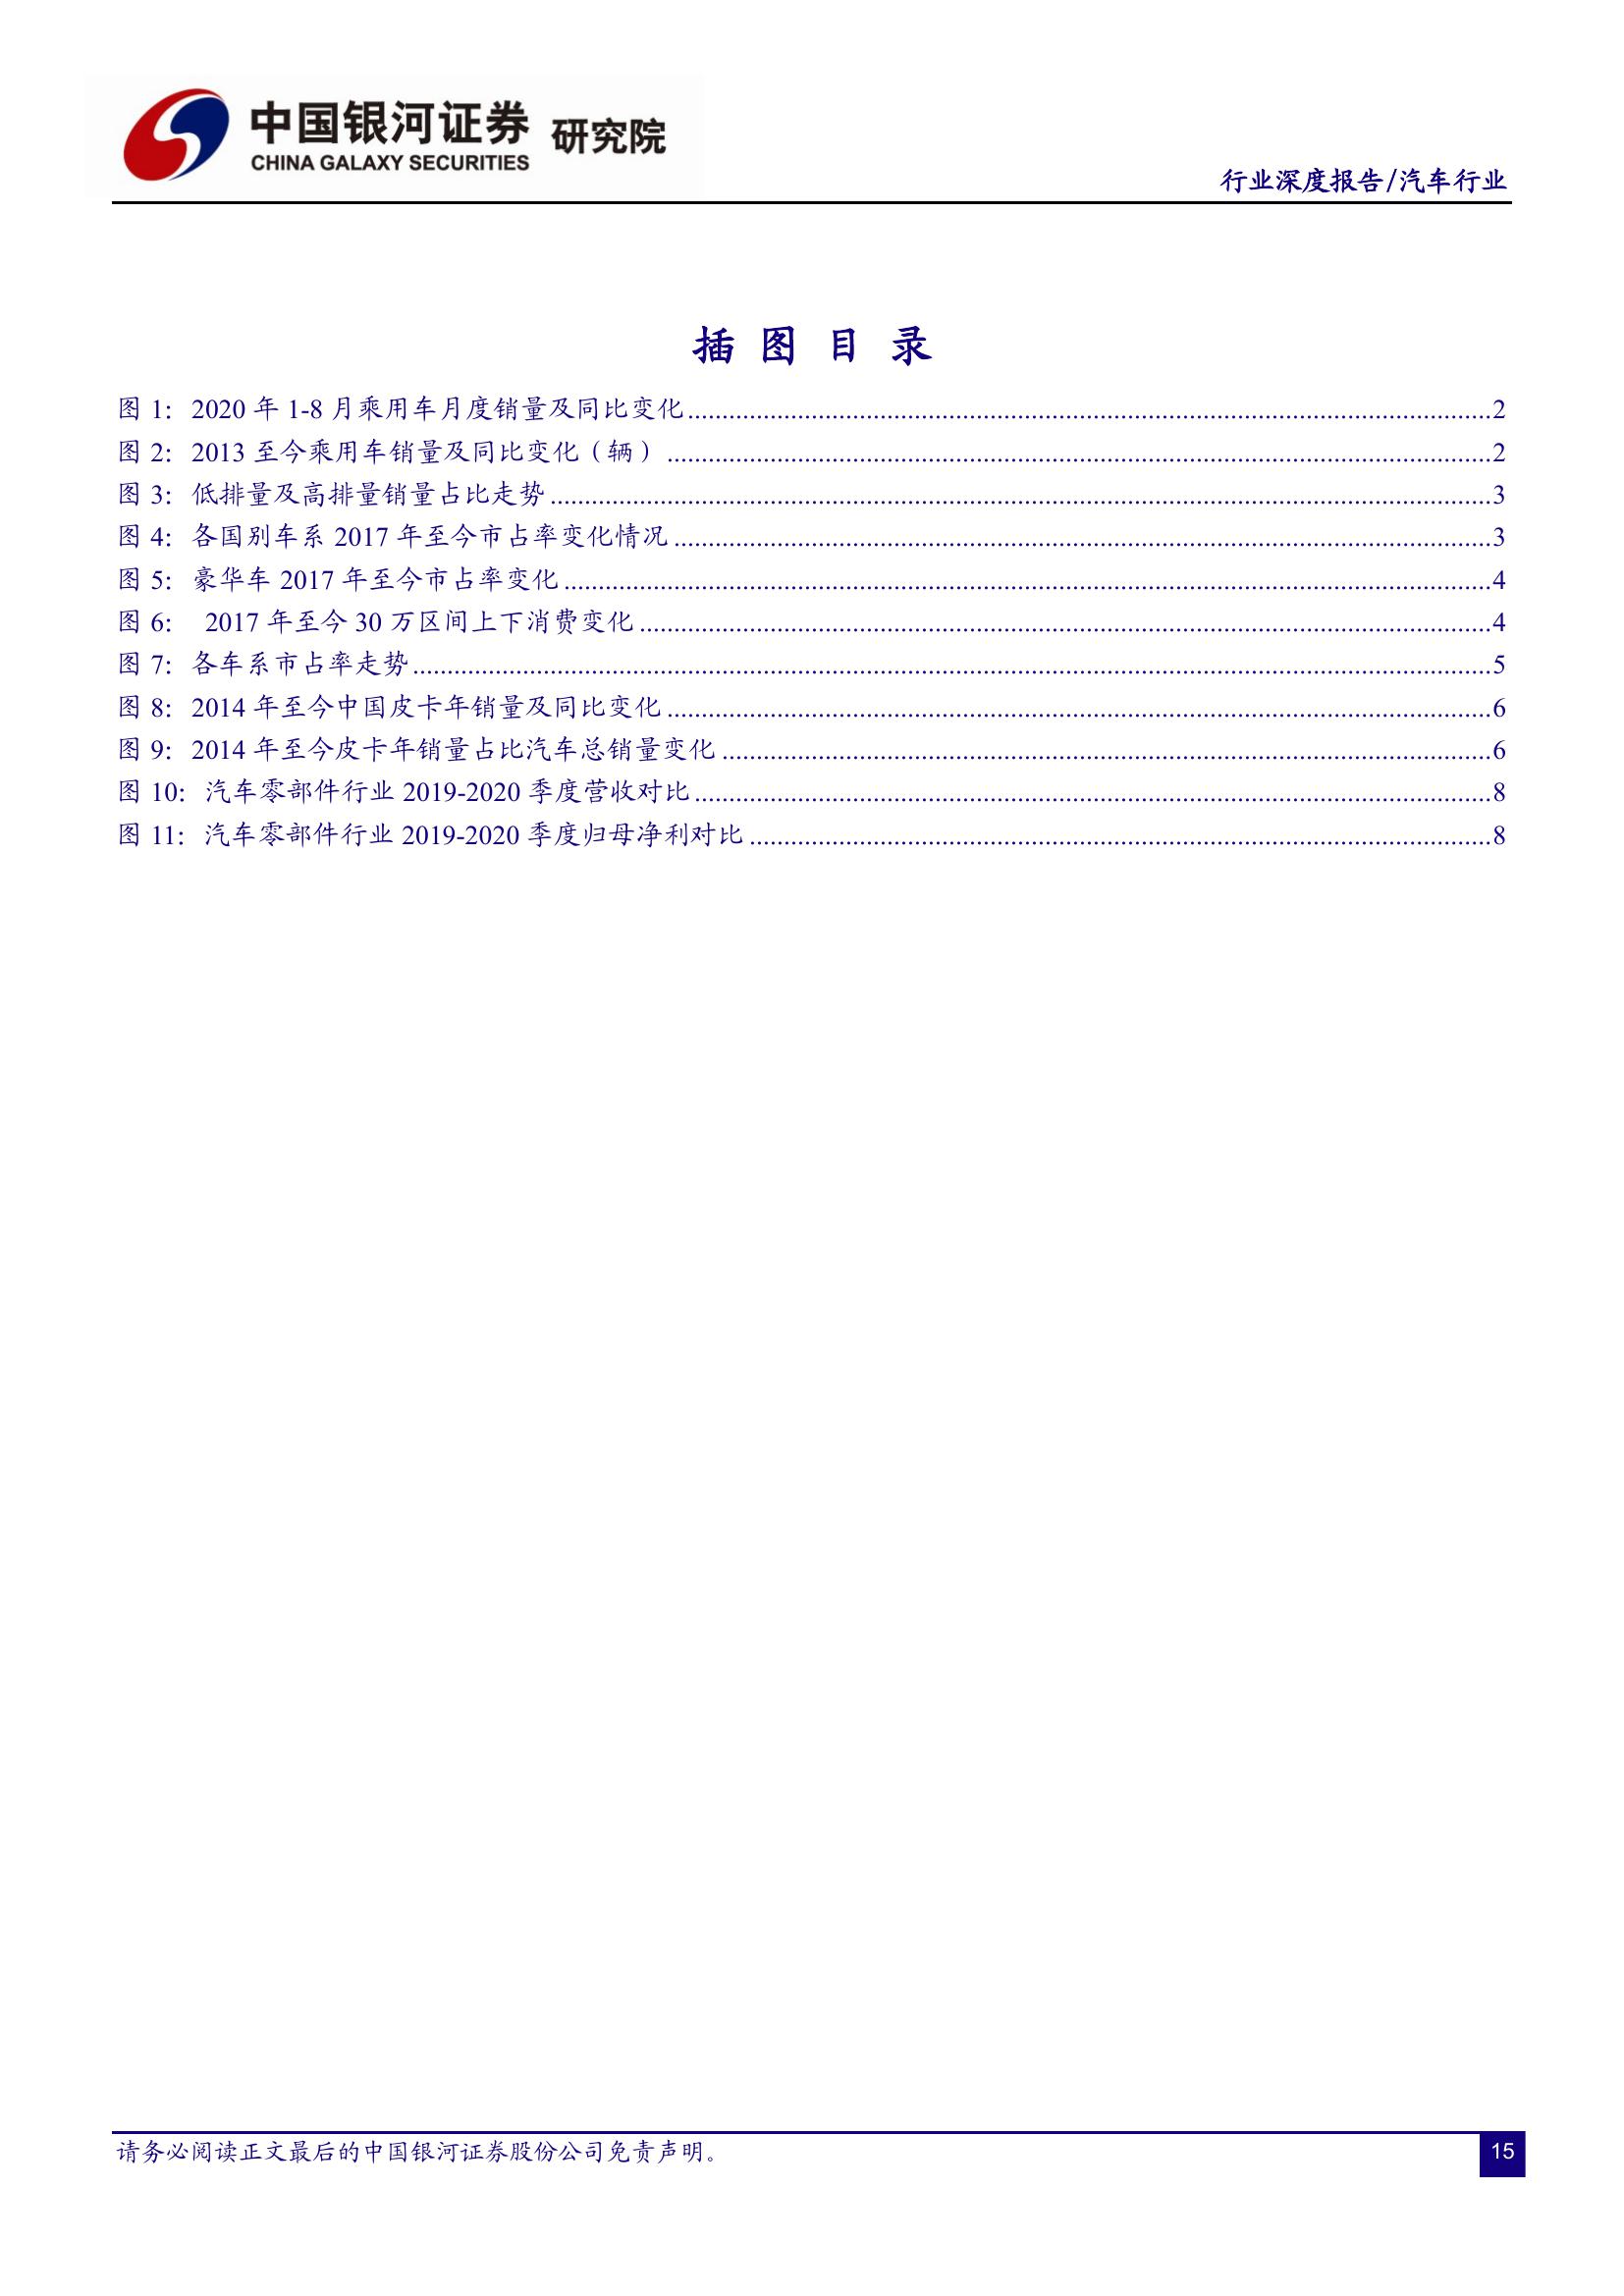 中国银河证券 研究院
CHINA GALAXY SECURITIES
行业深度报告/汽车行业
插 图 目 录
图 1: 2020 年 1-8 月乘用车月度销量及同比变化........2
图 2: 2013 至今乘用车销量及同比变化（辆）........2
图 3: 低排量及高排量销量占比走势........3
图 4: 各国别车系 2017 年至今市占率变化情况........3
图 5: 豪华车 2017 年至今市占率变化........4
图 6: 2017 年至今 30 万区间上下消费变化........4
图 7: 各车系市占率走势........5
图 8: 2014 年至今中国皮卡年销量及同比变化........6
图 9: 2014 年至今皮卡年销量占比汽车总销量变化........6
图 10: 汽车零部件行业 2019-2020 季度营收对比........8
图 11: 汽车零部件行业 2019-2020 季度归母净利对比........8
请务必阅读正文最后的中国银河证券股份公司免责声明。
15